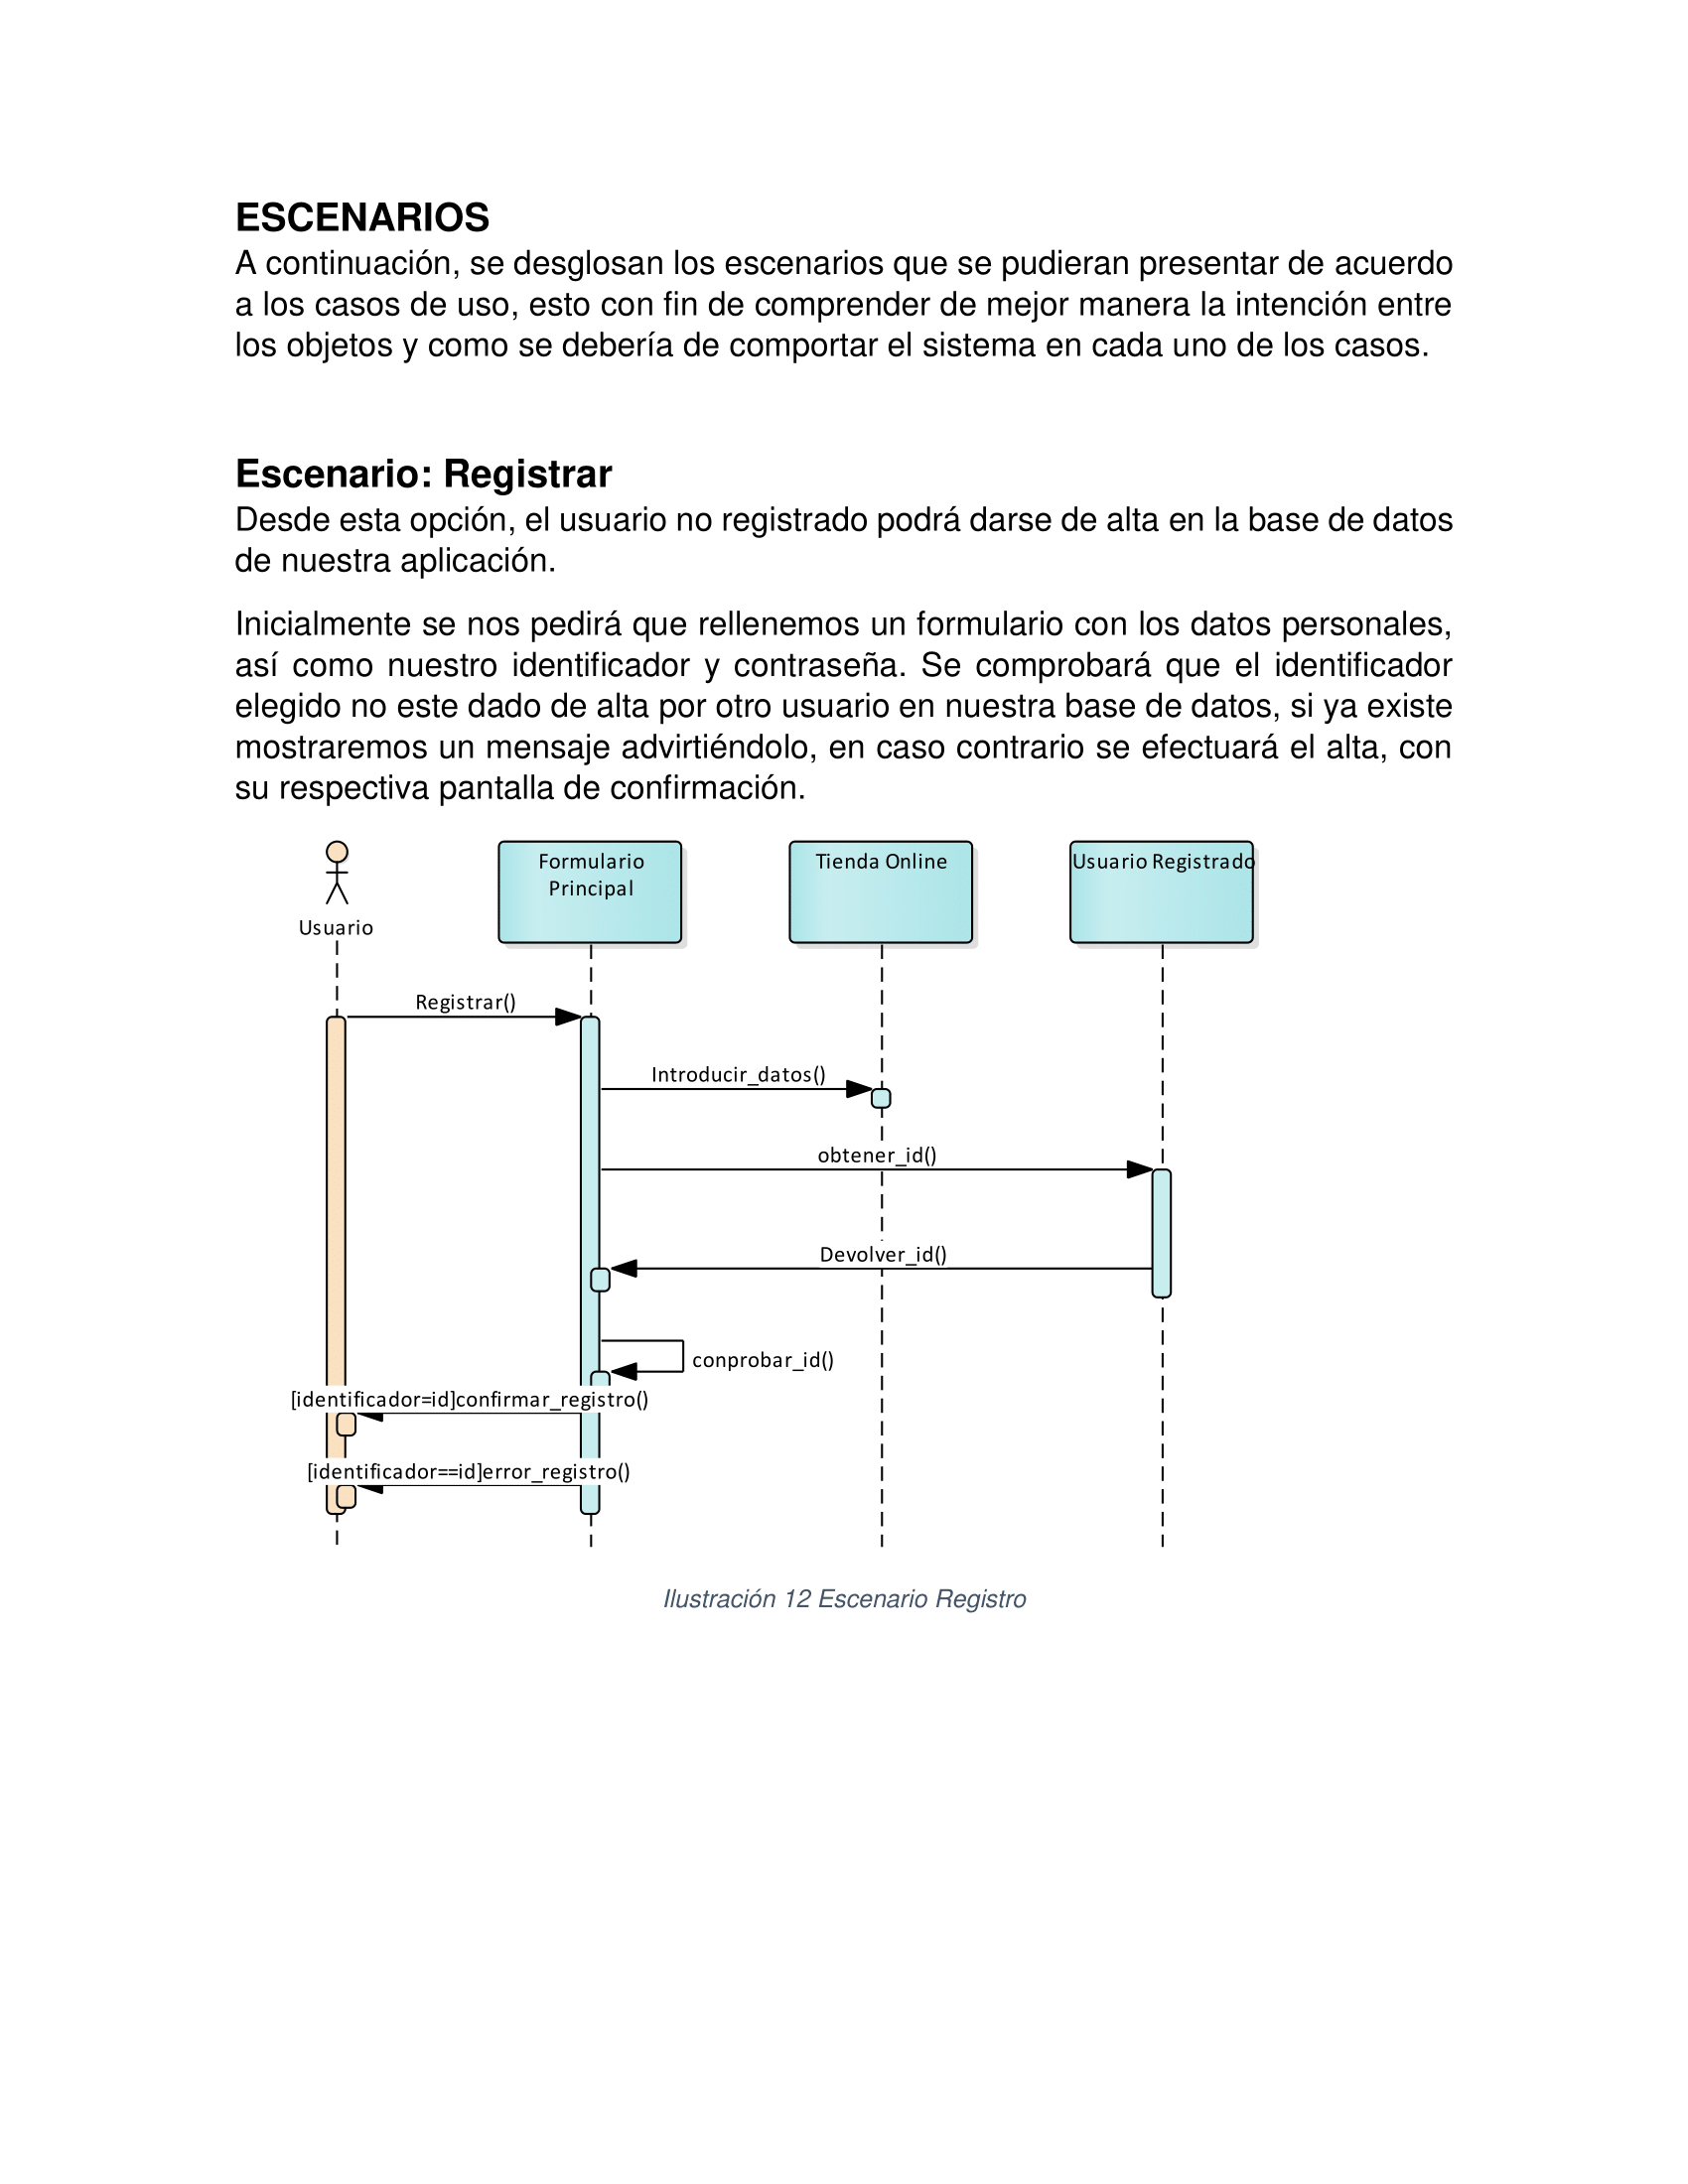 ESCENARIOS
A continuación, se desglosan los escenarios que se pudieran presentar de acuerdo
a los casos de uso, esto con fin de comprender de mejor manera la intención entre
los objetos y como se debería de comportar el sistema en cada uno de los casos.
Escenario: Registrar
Desde esta opción, el usuario no registrado podrá darse de alta en la base de datos
de nuestra aplicación.
Inicialmente se nos pedirá que rellenemos un formulario con los datos personales,
así como nuestro identificador y contraseña. Se comprobará que el identificador
elegido no este dado de alta por otro usuario en nuestra base de datos, si ya existe
mostraremos un mensaje advirtiéndolo, en caso contrario se efectuará el alta, con
su respectiva pantalla de confirmación.
Usuario
Formulario
Principal
Tienda Online
Usuario Registrado
Registrar()
Introducir_datos()
obtener_id()
Devolver_id()
conprobar_id()
[identificador=id]confirmar_registro()
[identificador==id]error_registro()
Ilustración 12 Escenario Registro